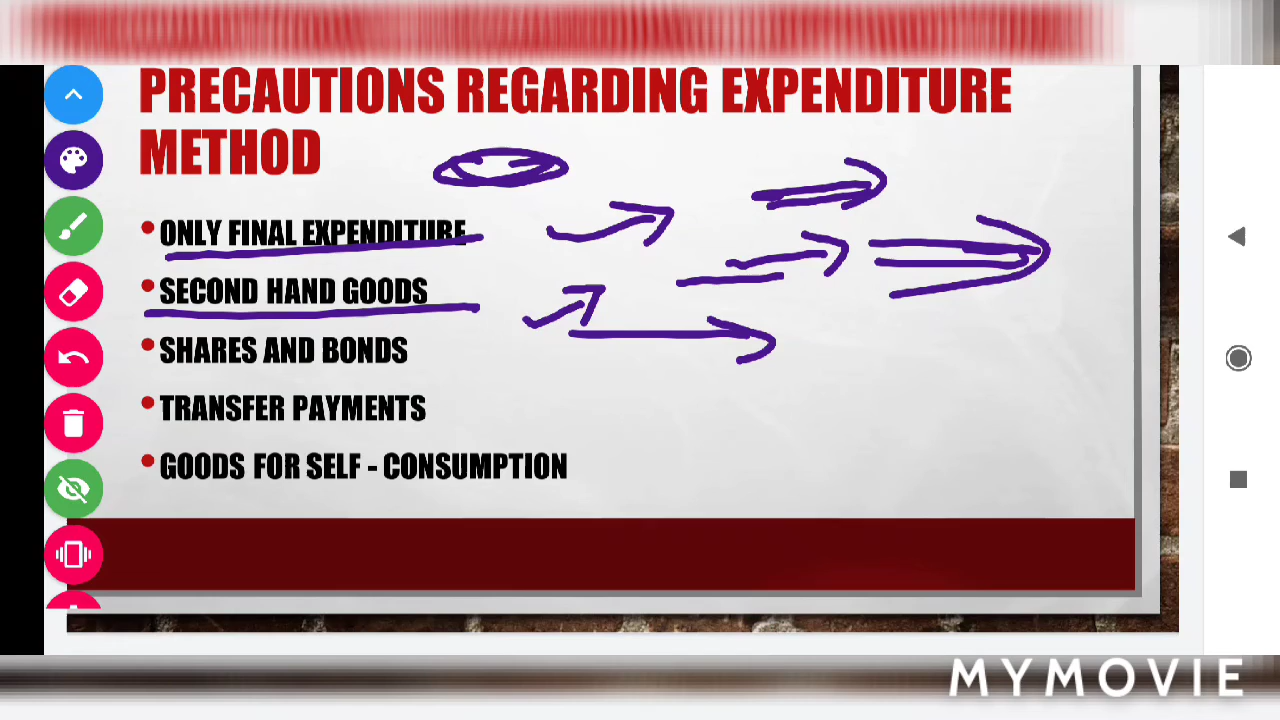 PRECAUTIONS REGARDING EXPENDITURE
METHOD
• ONLY FINAL EXPENDITURE
• SECOND HAND GOODS
• SHARES AND BONDS
• TRANSFER PAYMENTS
• GOODS FOR SELF - CONSUMPTION
MYMOVIE